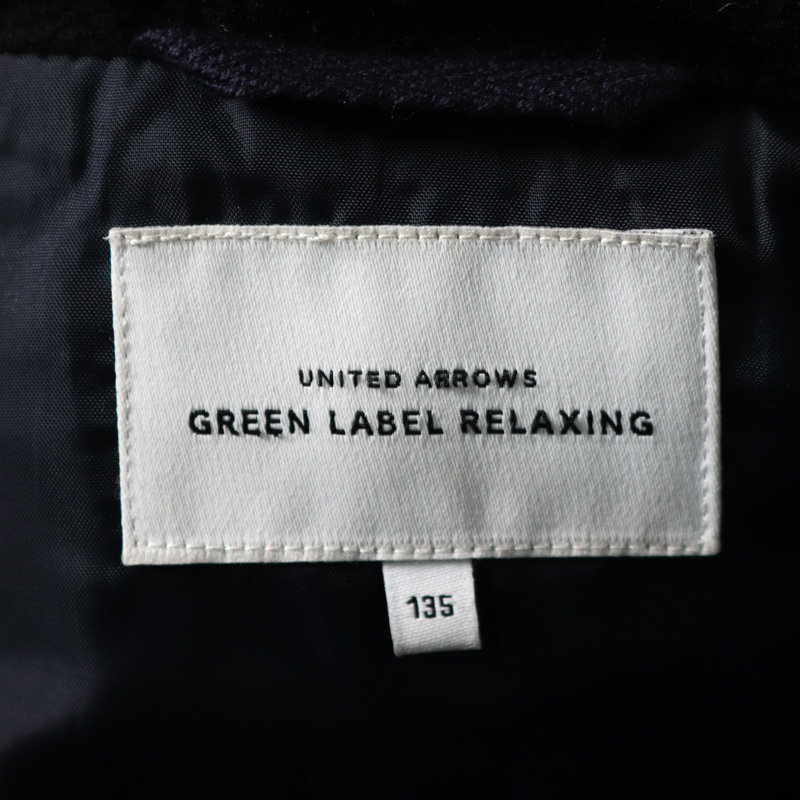 UNITED ARROWS
GREEN LABEL RELAXING
135